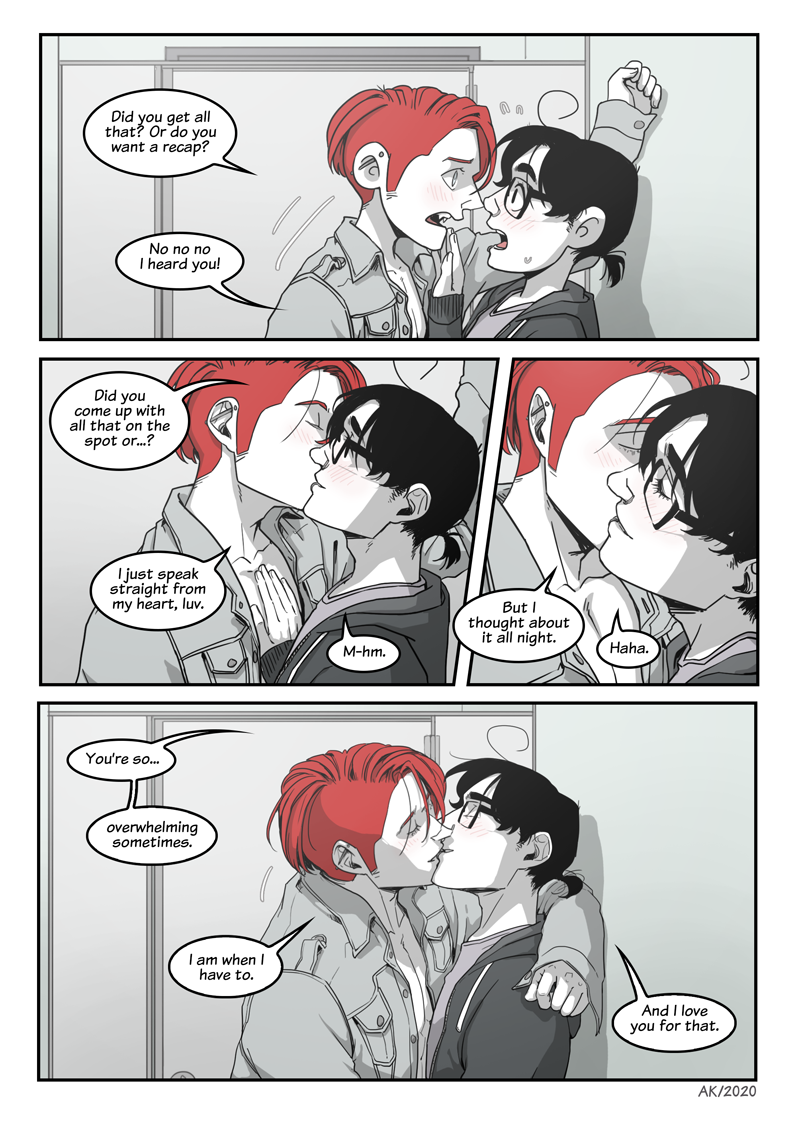 Did you get all
that? Or do you
want a recap?
No no no
I heard you!
Did you
come up with
all that on the
spot or...?
I just speak
straight from
my heart, luv.
M-hm.
But I
thought about
it all night.
Haha.
You're so...
overwhelming
sometimes.
I am when I
have to.
And I love
you for that.
AK/2020